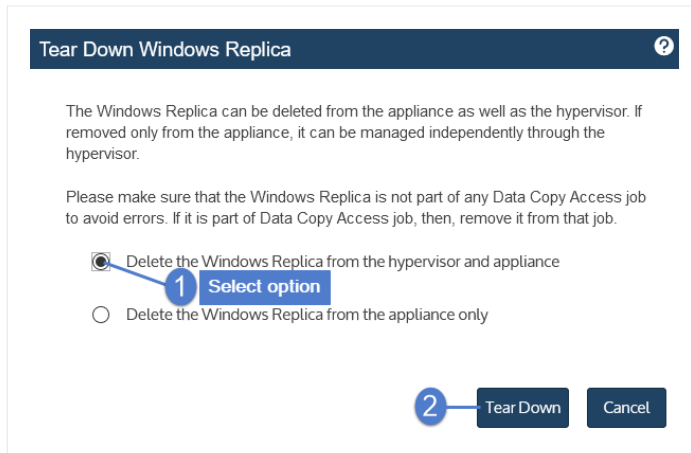 Tear Down Windows Replica
?
The Windows Replica can be deleted from the appliance as well as the hypervisor. If
removed only from the appliance, it can be managed independently through the
hypervisor.
Please make sure that the Windows Replica is not part of any Data Copy Access job
to avoid errors. If it is part of Data Copy Access job, then, remove it from that job.
Delete the Windows Replica from the hypervisor and appliance
1 Select option
Delete the Windows Replica from the appliance only
2 Tear Down Cancel